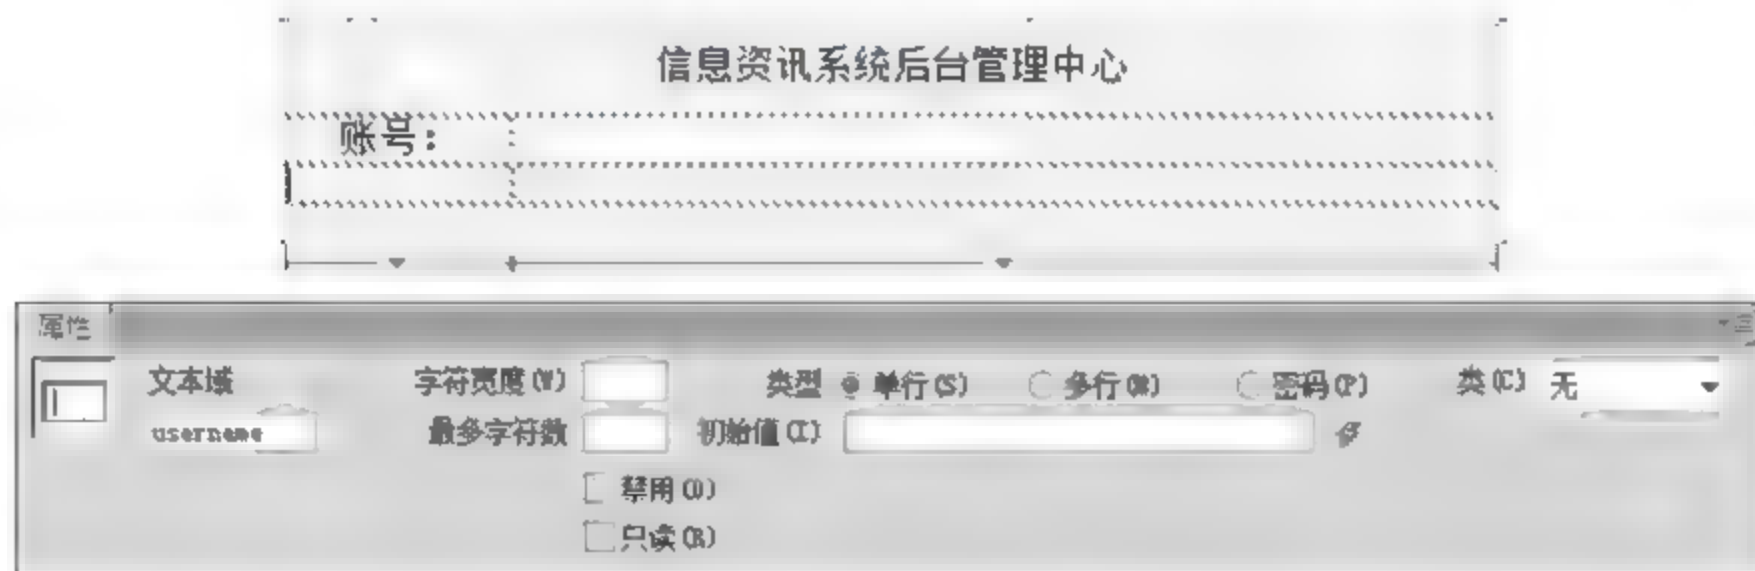 信息资讯系统后台管理中心
账号：
属性
文本域 字符宽度(W) 类型 单行(S) 多行(M) 密码(P) 类(C) 无
username 最多字符数 初始值(I)
禁用(D)
只读(R)